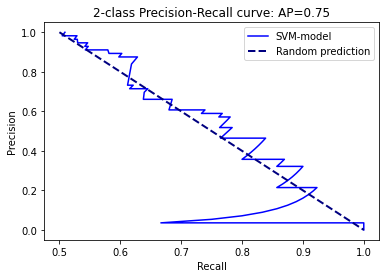 2-class Precision-Recall curve: AP=0.75
SVM-model
Random prediction
Precision
1.0
0.8
0.6
0.4
0.2
0.0
0.5 0.6 0.7 0.8 0.9 1.0
Recall